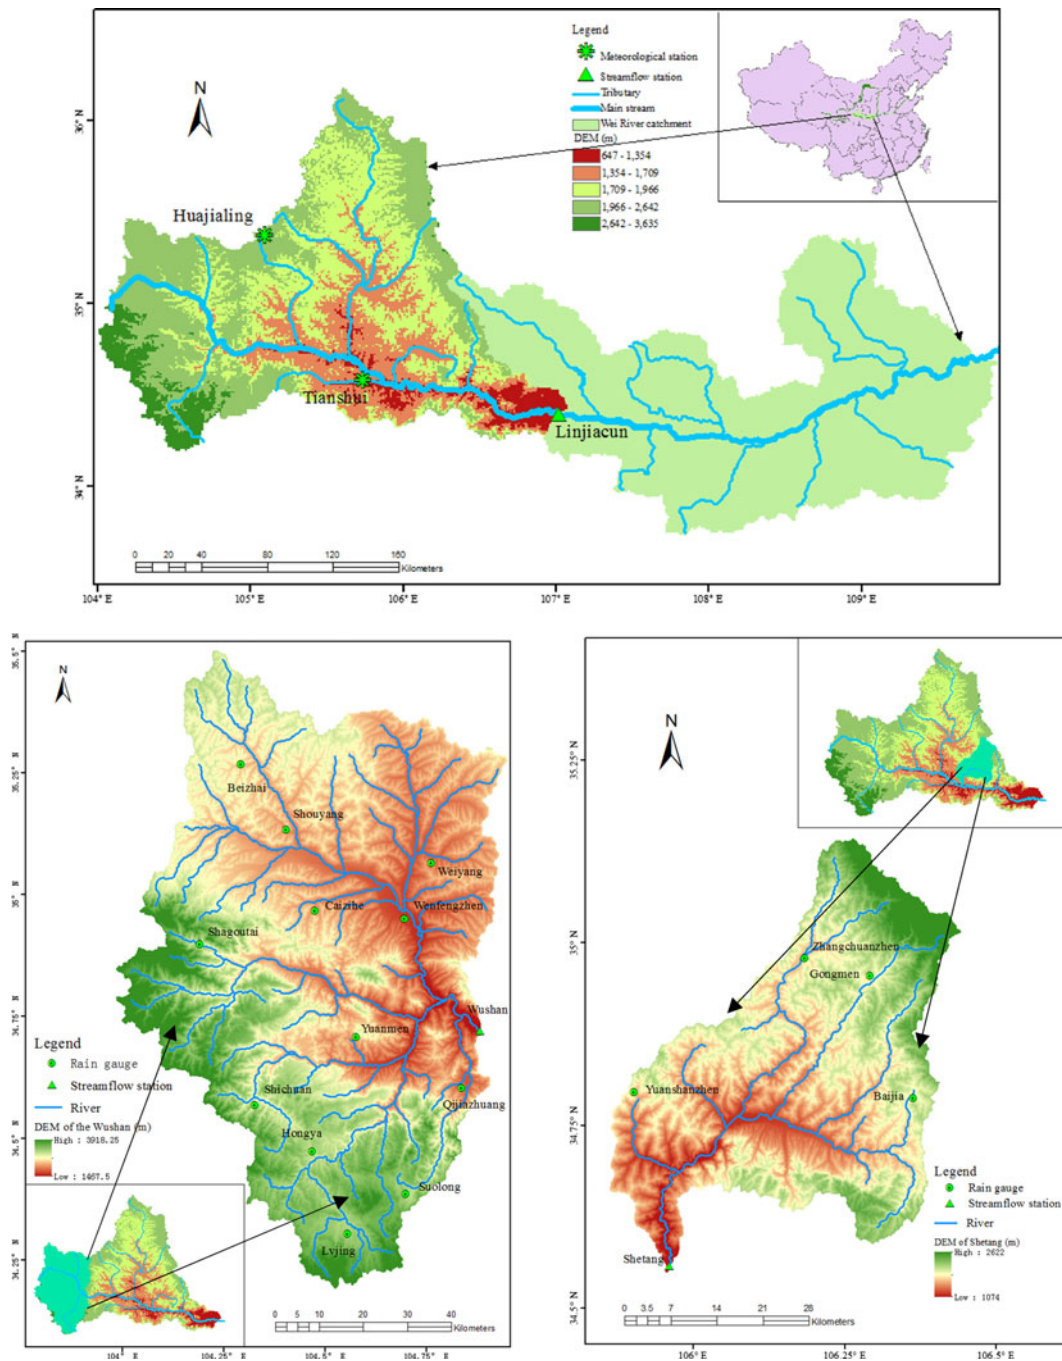 Legend
Meteorological station
Streamflow station
Tributary
Main stream
Wei River catchment
DEM (m)
647 - 1,354
1,354 - 1,709
1,709 - 1,966
1,966 - 2,642
2,642 - 3,635
N
36° N
35° N
34° N
Huajialing
Tianshui
Linjiacun
0 20 40 80 120 160
Kilometers
104° E 105° E 106° E 107° E 108° E 109° E
N
35.5° N
35.25° N
35° N
34.75° N
34.5° N
34.25° N
Beizhai
Shouyang
Weiyang
Caizihe
Wenfengzhen
Shagoutai
Wushan
Yuanmen
Shichuan
Qijiazhuang
Hongya
Suolong
Lvjing
Legend
Rain gauge
Streamflow station
River
DEM of the Wushan (m)
High : 3918.25
Low : 1467.5
0 5 10 20 30 40
Kilometers
104° E 104.25° E 104.5° E 104.75° E
N
35.25° N
35° N
34.75° N
34.5° N
Zhangchuanzhen
Gongmen
Yuanshanzhen
Baijia
Shetang
Legend
Rain gauge
Streamflow station
River
DEM of Shetang (m)
High : 2622
Low : 1074
0 3.5 7 14 21 28
Kilometers
106° E 106.25° E 106.5° E